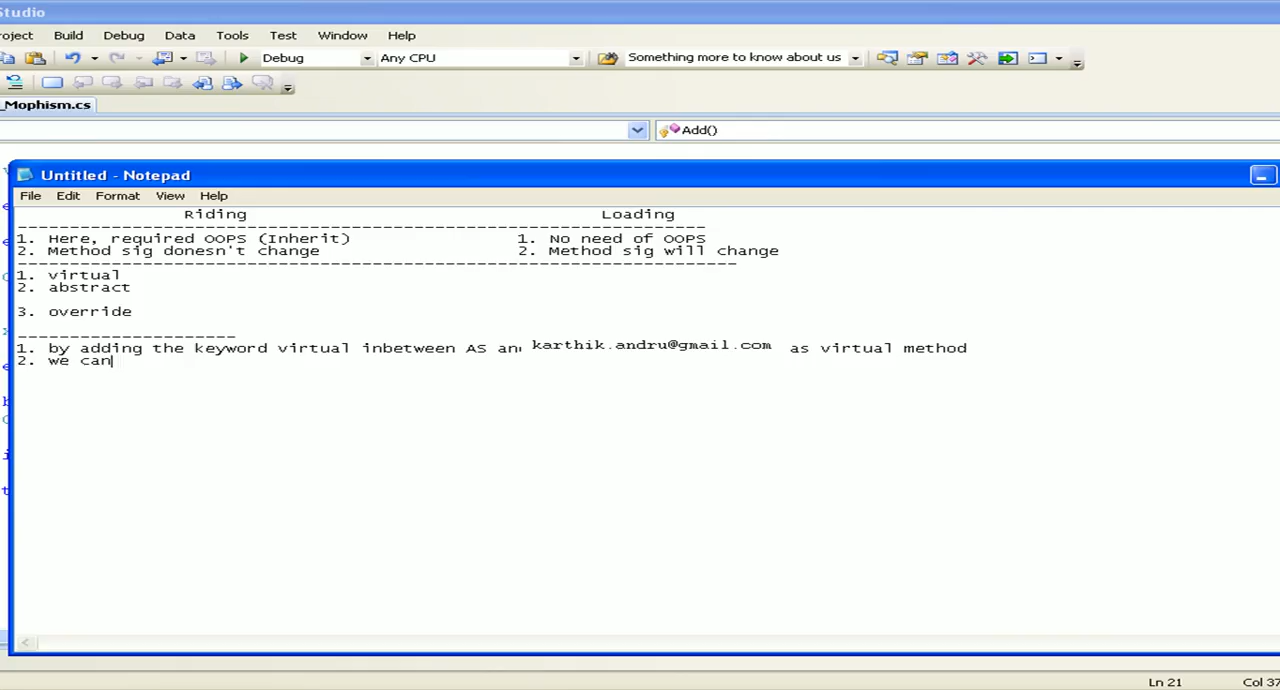 Studio
roject Build Debug Data Tools Test Window Help
Debug Any CPU Something more to know about us
_Mophism.cs
Add()
Untitled - Notepad
File Edit Format View Help
Riding Loading
------------------------------------------------------------------
1. Here, required OOPS (Inherit) 1. No need of OOPS
2. Method sig donesn't change 2. Method sig will change
---------------------------------------------------------------------
1. virtual
2. abstract
3. override
---------------------
1. by adding the keyword virtual inbetween AS karthik.andru@gmail.com as virtual method
2. we can
Ln 21 Col 37